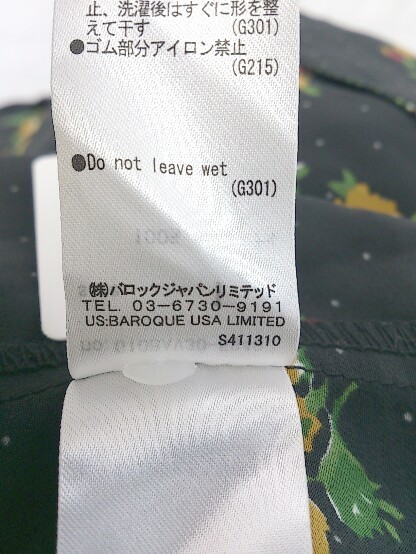 止、洗濯後はすぐに形を整
えて干す (G301)
●ゴム部分アイロン禁止
(G215)
●Do not leave wet
(G301)
㈱バロックジャパンリミテッド
TEL. 03-6730-9191
US:BAROQUE USA LIMITED
S411310